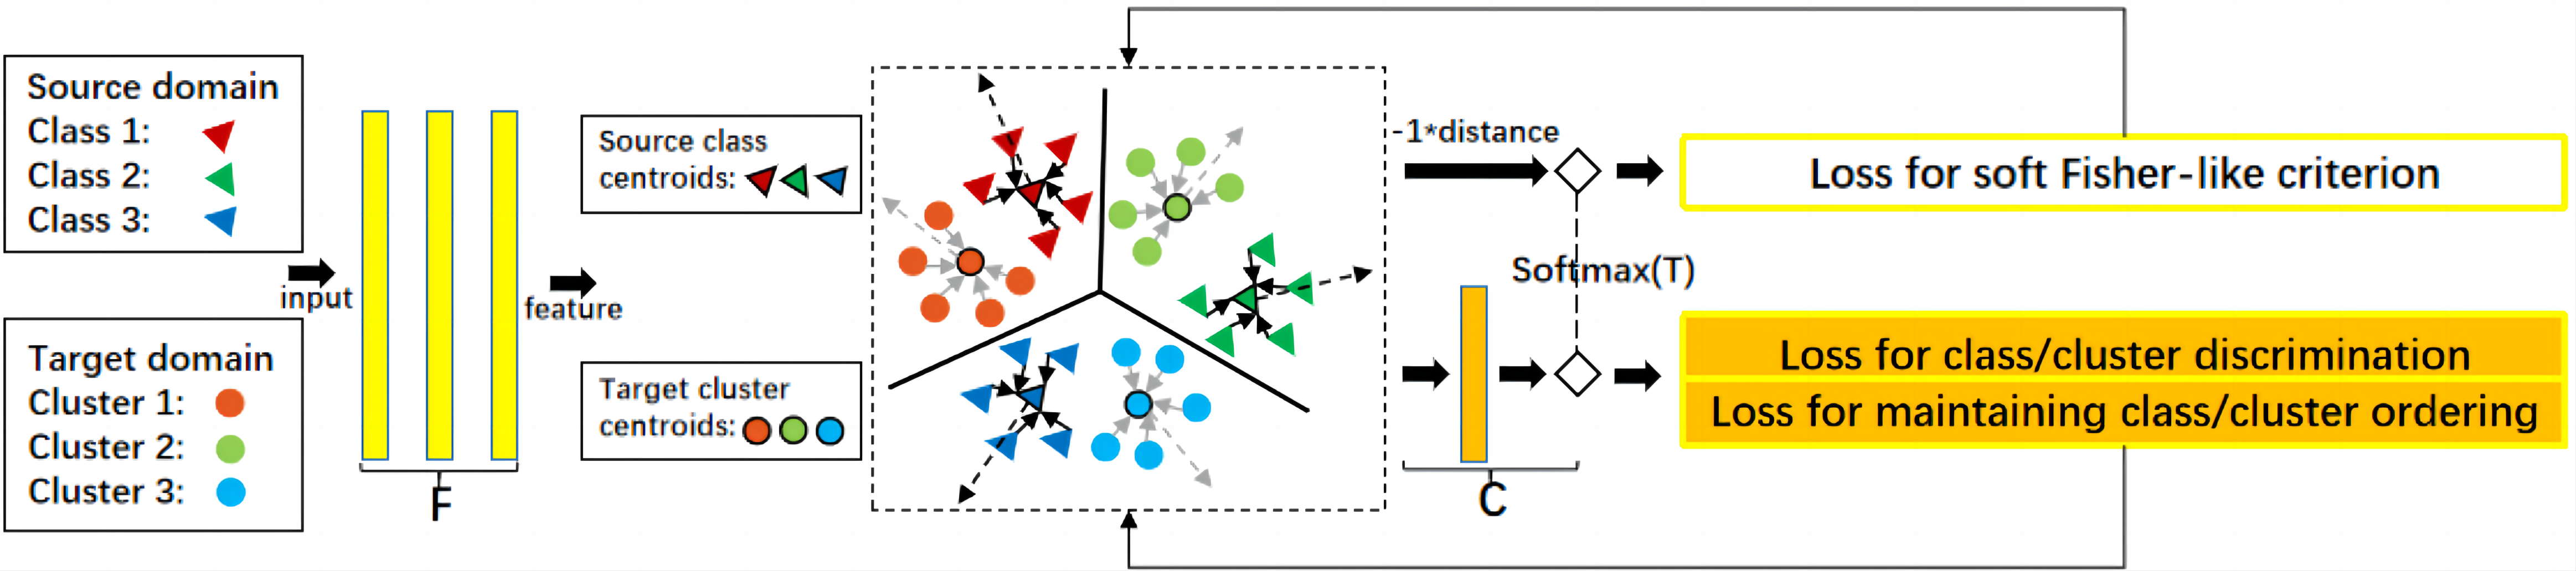 Source domain
Class 1:
Class 2:
Class 3:
Target domain
Cluster 1:
Cluster 2:
Cluster 3:
input
F
feature
Source class
centroids:
Target cluster
centroids:
-1*distance
Softmax(T)
C
Loss for soft Fisher-like criterion
Loss for class/cluster discrimination
Loss for maintaining class/cluster ordering